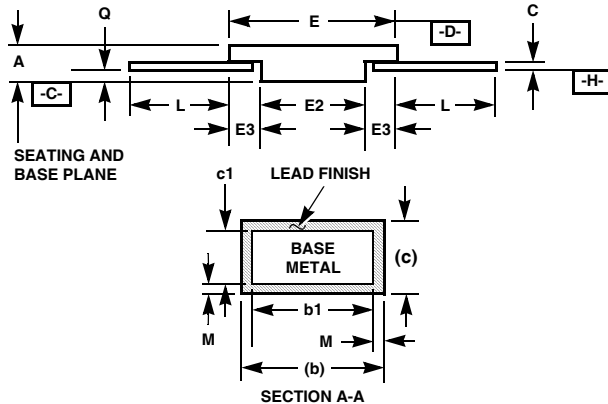 Q
E
-D-
C
A
-C-
-H-
L
E2
L
E3
E3
SEATING AND
BASE PLANE
c1
LEAD FINISH
BASE
METAL
(c)
b1
M
M
(b)
SECTION A-A